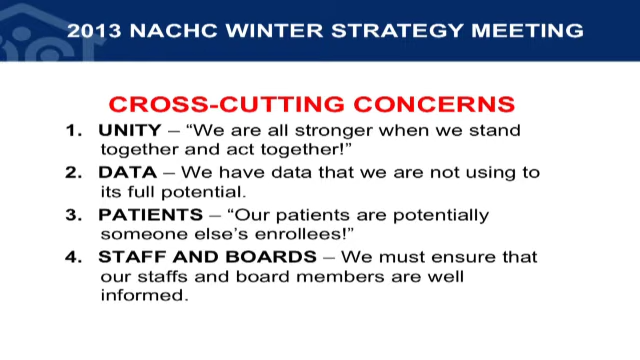 2013 NACHC WINTER STRATEGY MEETING
CROSS-CUTTING CONCERNS
1. UNITY – “We are all stronger when we stand
together and act together!”
2. DATA – We have data that we are not using to
its full potential.
3. PATIENTS – “Our patients are potentially
someone else’s enrollees!”
4. STAFF AND BOARDS – We must ensure that
our staffs and board members are well
informed.